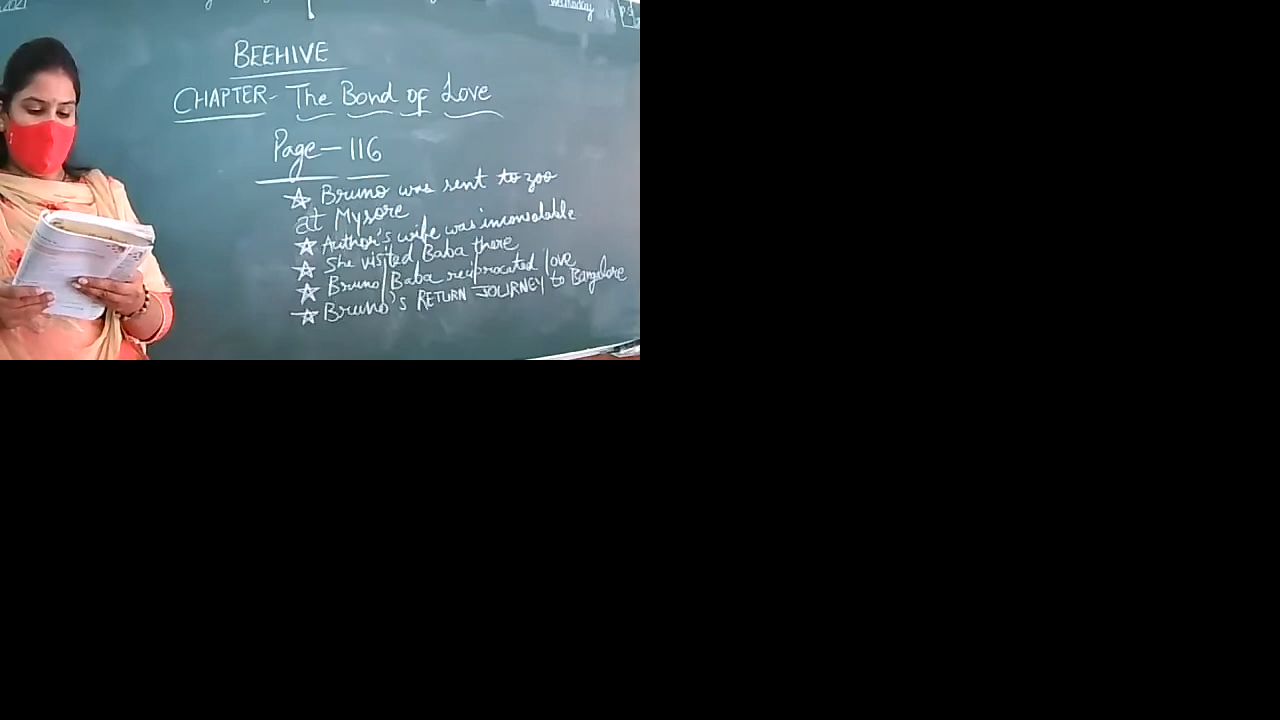 Wednesday
BEEHIVE
CHAPTER- The Bond of Love
Page- 116
☆ Bruno was sent to zoo
at Mysore
☆ Author's wife was inconsolable
☆ She visited Baba there
☆ Bruno/Baba reciprocated love
☆ Bruno's RETURN JOURNEY to Bangalore